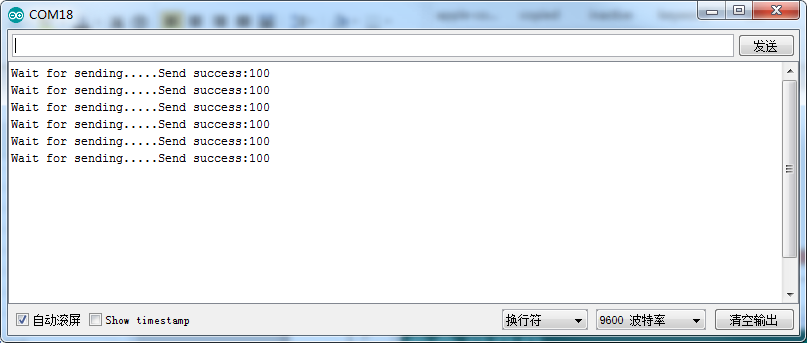 COM18
发送
Wait for sending.....Send success:100
Wait for sending.....Send success:100
Wait for sending.....Send success:100
Wait for sending.....Send success:100
Wait for sending.....Send success:100
Wait for sending.....Send success:100
自动滚屏 Show timestamp 换行符 9600 波特率 清空输出